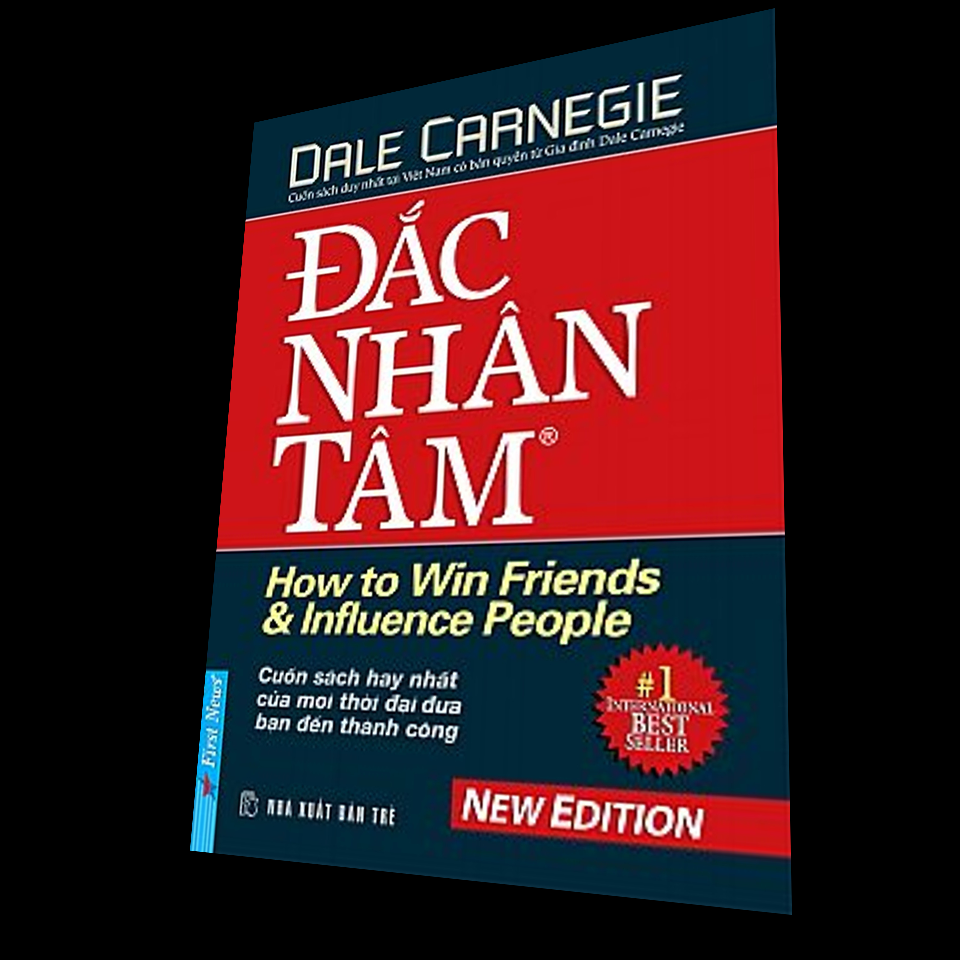 DALE CARNEGIE
Cuốn sách duy nhất tại Việt Nam có bản quyền từ Gia đình Dale Carnegie
ĐẮC
NHÂN
TÂM®
How to Win Friends
& Influence People
Cuốn sách hay nhất
của mọi thời đại đưa
bạn đến thành công
#1
INTERNATIONAL
BEST
SELLER
First News
NHÀ XUẤT BẢN TRẺ
NEW EDITION